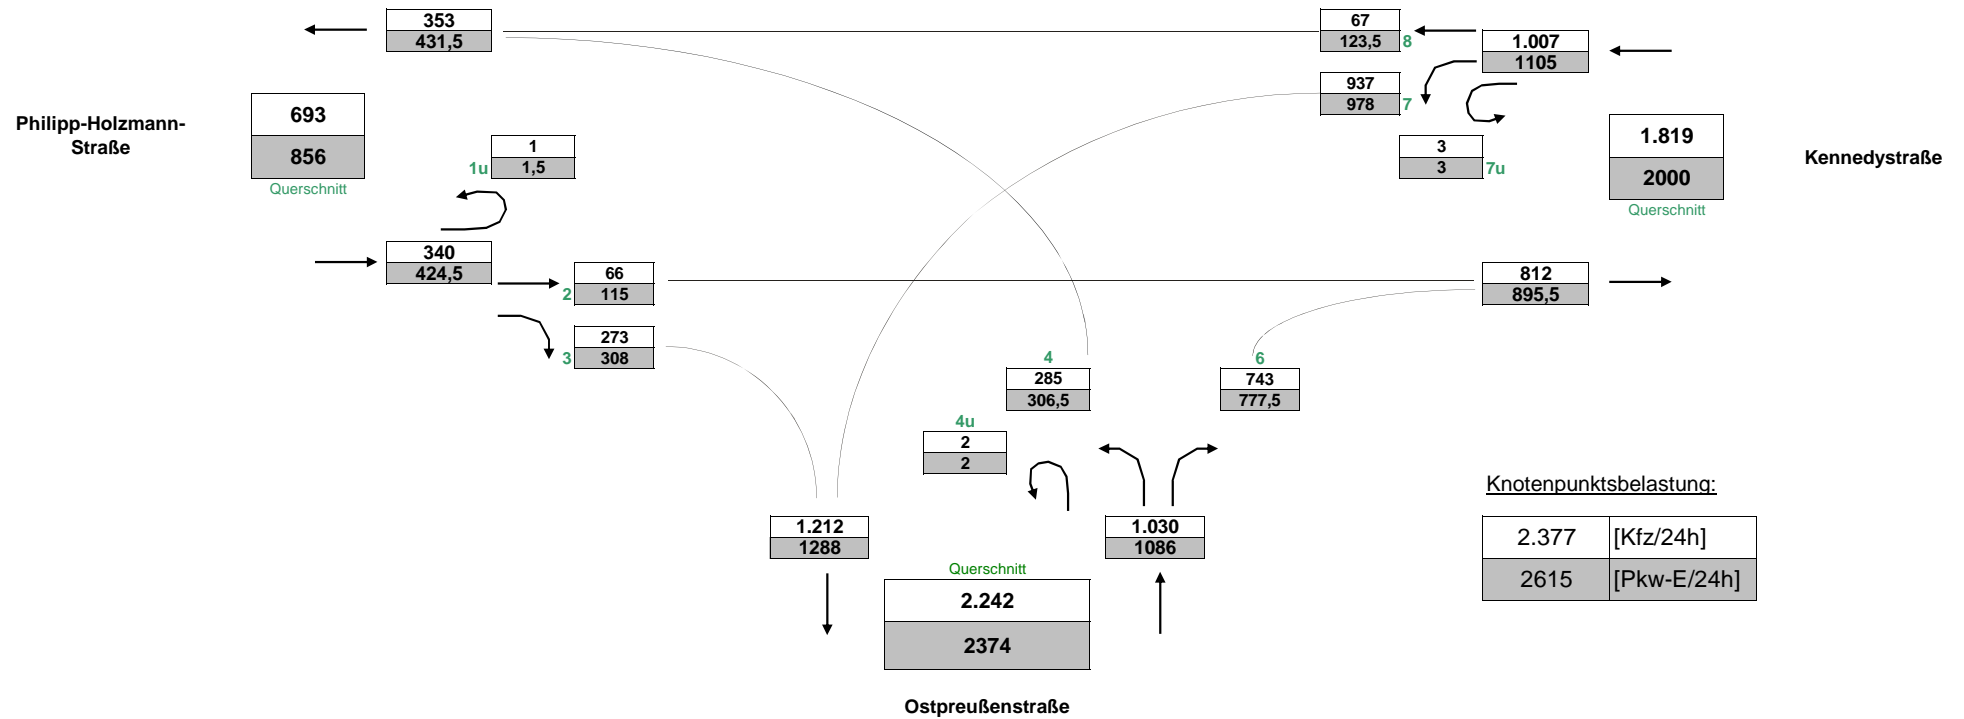 353
431,5
67
123,5 8
1.007
1105
937
978 7
Philipp-Holzmann-
Straße
693
856
Querschnitt
1
1u 1,5
3
3 7u
1.819
2000
Querschnitt
Kennedystraße
340
424,5
66
2 115
812
895,5
273
3 308
4
285
306,5
6
743
777,5
4u
2
2
Knotenpunktsbelastung:
2.377 [Kfz/24h]
2615 [Pkw-E/24h]
1.212
1288
1.030
1086
Querschnitt
2.242
2374
Ostpreußenstraße